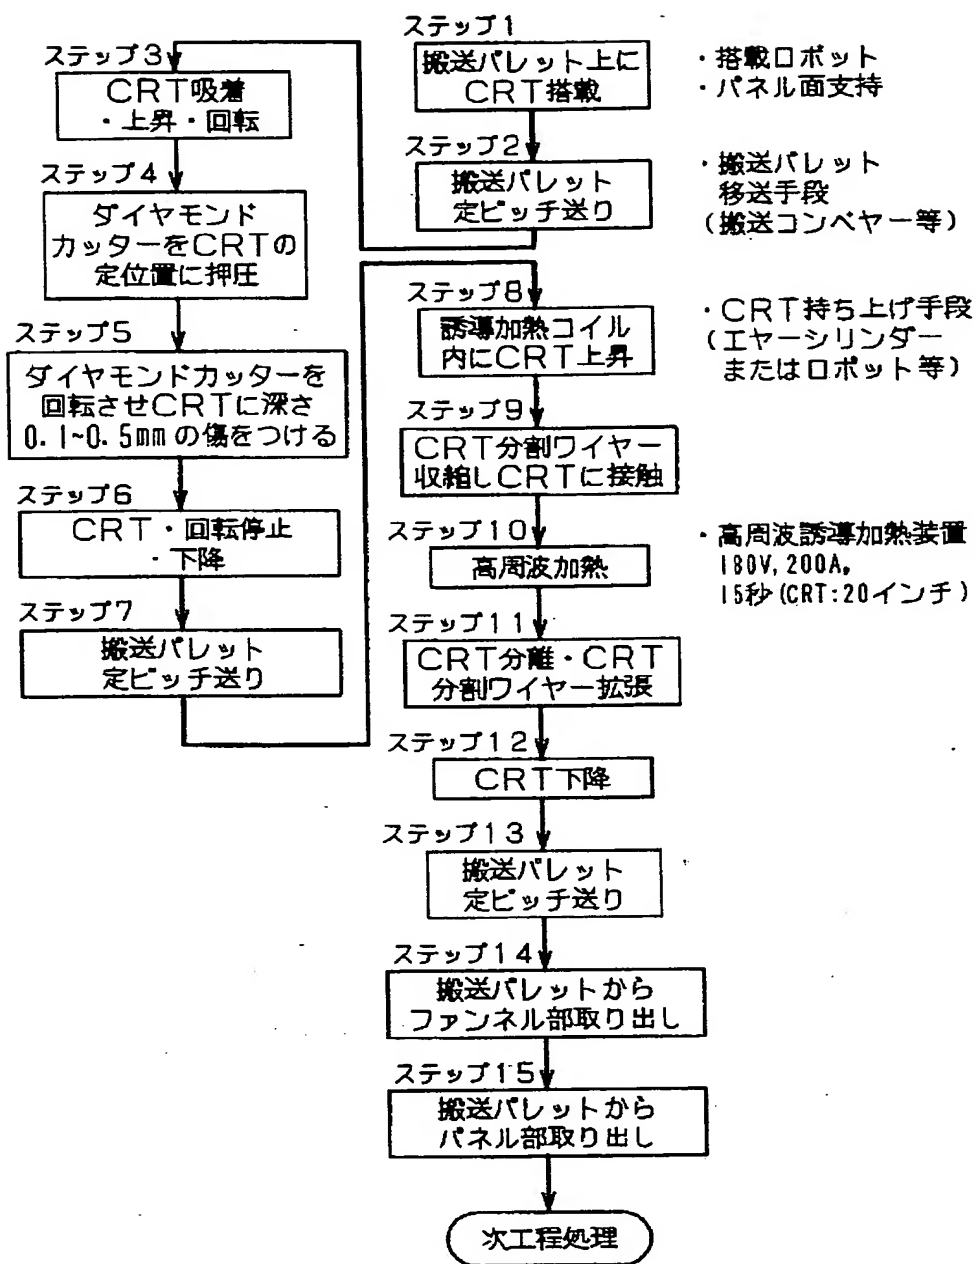 ステップ1
搬送パレット上に
CRT搭載
・搭載ロボット
・パネル面支持
ステップ2
搬送パレット
定ピッチ送り
・搬送パレット
移送手段
(搬送コンベヤー等)
ステップ3
CRT吸着
・上昇・回転
ステップ4
ダイヤモンド
カッターをCRTの
定位置に押圧
ステップ5
ダイヤモンドカッターを
回転させCRTに深さ
0.1~0.5mmの傷をつける
ステップ6
CRT・回転停止
・下降
ステップ7
搬送パレット
定ピッチ送り
ステップ8
誘導加熱コイル
内にCRT上昇
・CRT持ち上げ手段
(エヤーシリンダー
またはロボット等)
ステップ9
CRT分割ワイヤー
収縮しCRTに接触
ステップ10
高周波加熱
・高周波誘導加熱装置
180V,200A,
15秒(CRT:20インチ)
ステップ11
CRT分離・CRT
分割ワイヤー拡張
ステップ12
CRT下降
ステップ13
搬送パレット
定ピッチ送り
ステップ14
搬送パレットから
ファンネル部取り出し
ステップ15
搬送パレットから
パネル部取り出し
次工程処理